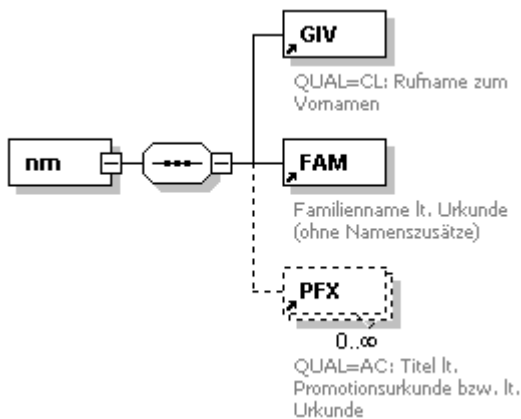 GIV
QUAL=CL: Rufname zum
Vornamen
nm
FAM
Familienname lt. Urkunde
(ohne Namenszusätze)
PFX
0..∞
QUAL=AC: Titel lt.
Promotionsurkunde bzw. lt.
Urkunde